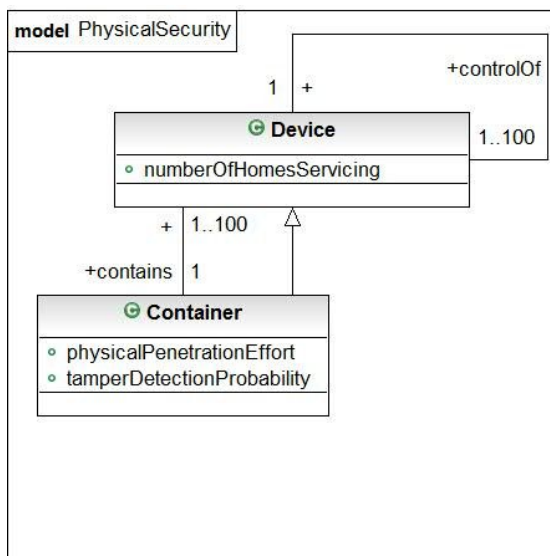 model PhysicalSecurity
+controlOf
1 +
C Device
1..100
numberOfHomesServicing
+ 1..100
+contains 1
C Container
physicalPenetrationEffort
tamperDetectionProbability